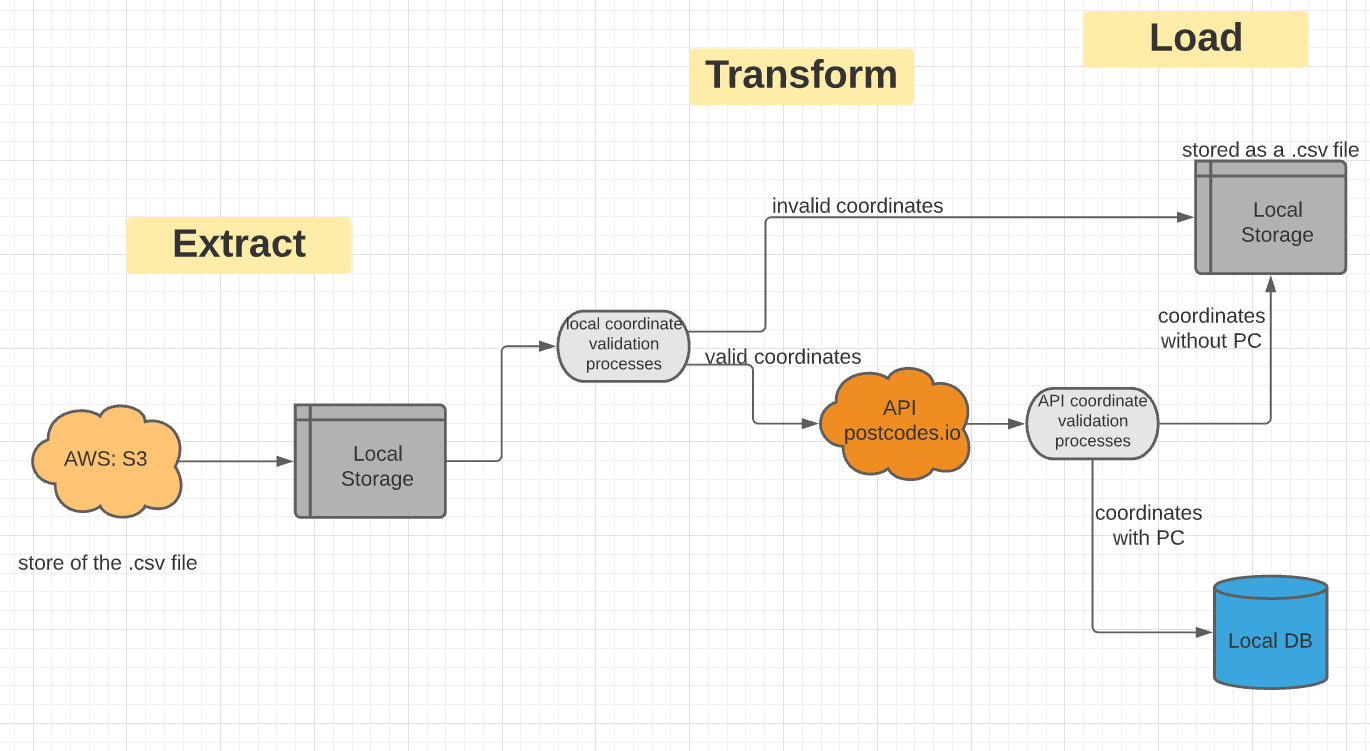 Load
Transform
stored as a .csv file
invalid coordinates
Local
Storage
Extract
coordinates
without PC
local coordinate
validation
processes
valid coordinates
API
postcodes.io
API coordinate
validation
processes
AWS: S3
Local
Storage
coordinates
with PC
store of the .csv file
Local DB